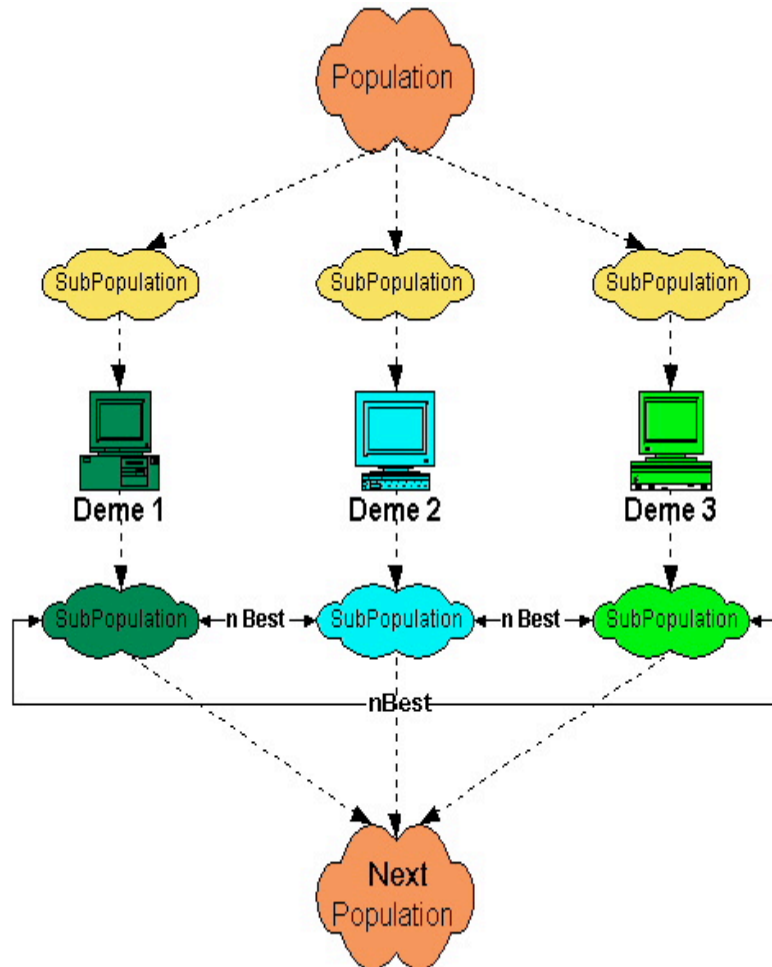 Population
SubPopulation SubPopulation SubPopulation
Deme 1 Deme 2 Deme 3
SubPopulation n Best SubPopulation n Best SubPopulation
nBest
Next
Population